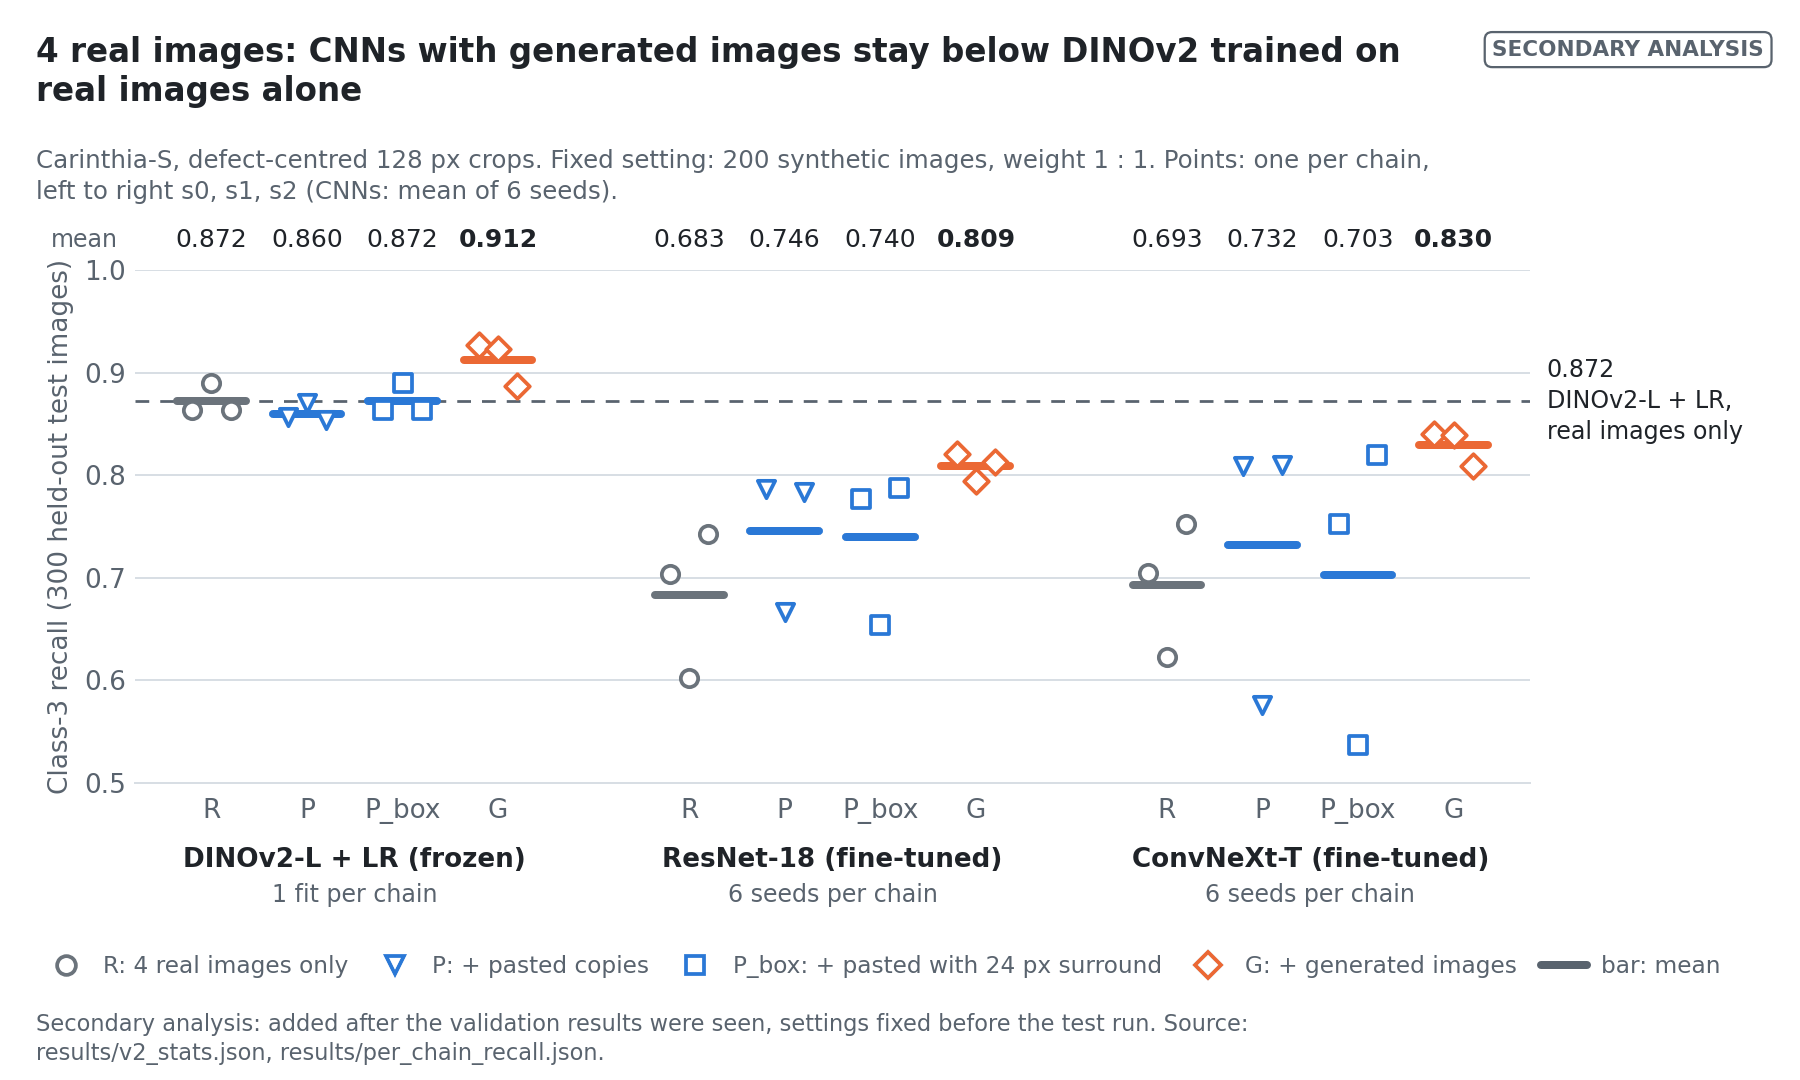 4 real images: CNNs with generated images stay below DINOv2 trained on
real images alone
SECONDARY ANALYSIS
Carinthia-S, defect-centred 128 px crops. Fixed setting: 200 synthetic images, weight 1 : 1. Points: one per chain,
left to right s0, s1, s2 (CNNs: mean of 6 seeds).
mean 0.872 0.860 0.872 0.912 0.683 0.746 0.740 0.809 0.693 0.732 0.703 0.830
Class-3 recall (300 held-out test images)
1.0
0.9
0.8
0.7
0.6
0.5
0.872
DINOv2-L + LR,
real images only
R P P_box G R P P_box G R P P_box G
DINOv2-L + LR (frozen) ResNet-18 (fine-tuned) ConvNeXt-T (fine-tuned)
1 fit per chain 6 seeds per chain 6 seeds per chain
R: 4 real images only P: + pasted copies P_box: + pasted with 24 px surround G: + generated images bar: mean
Secondary analysis: added after the validation results were seen, settings fixed before the test run. Source:
results/v2_stats.json, results/per_chain_recall.json.